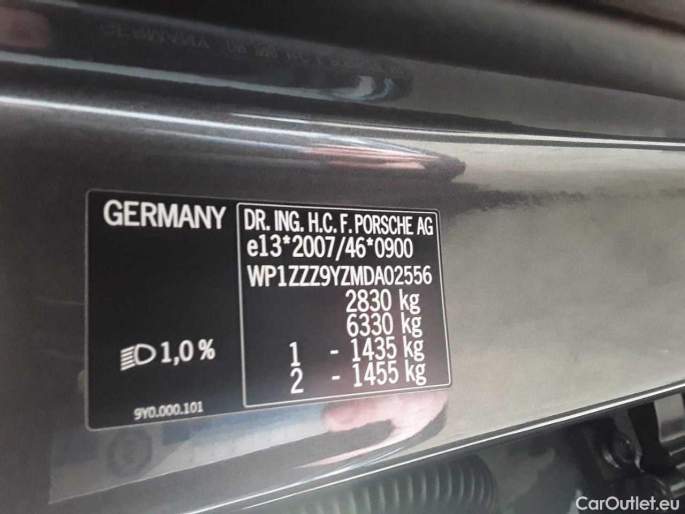 GERMANY
DR. ING. H.C. F. PORSCHE AG
e13*2007/46*0900
WP1ZZZ9YZMDA02556
2830 kg
6330 kg
1 - 1435 kg
2 - 1455 kg
1,0 %
9Y0.000.101
CarOutlet.eu